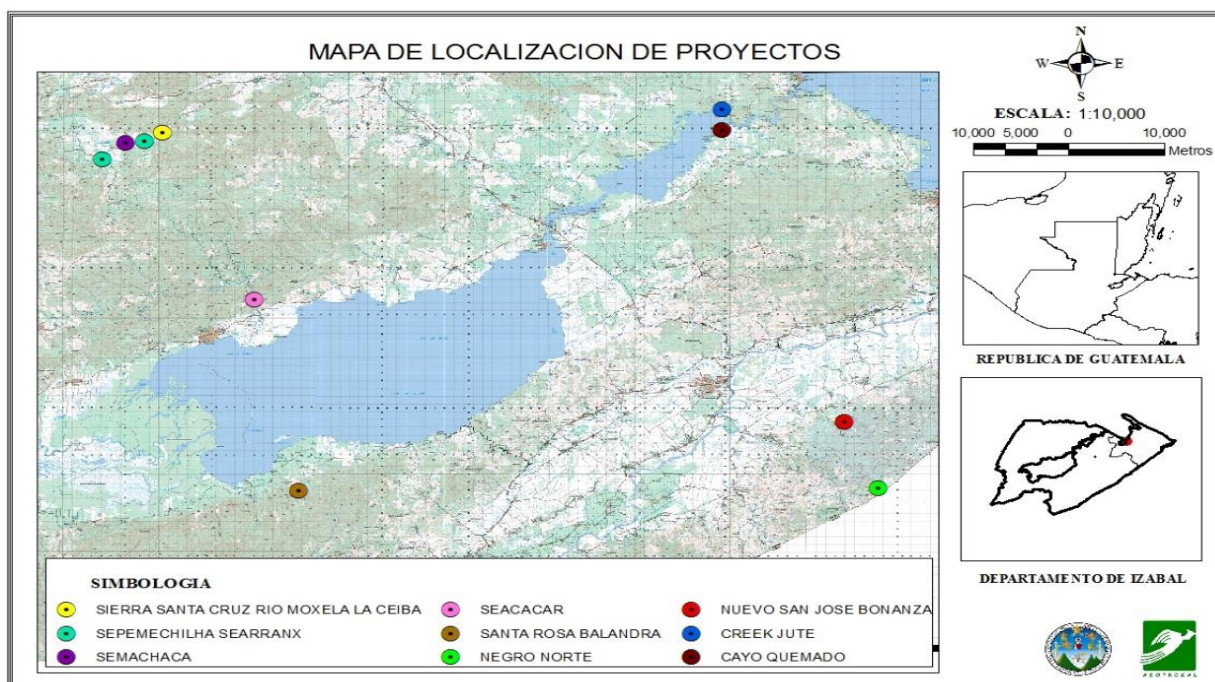 MAPA DE LOCALIZACION DE PROYECTOS
N
W E
S
ESCALA: 1:10,000
10,000 5,000 0 10,000
Metros
REPUBLICA DE GUATEMALA
DEPARTAMENTO DE IZABAL
SIMBOLOGIA
SIERRA SANTA CRUZ RIO MOXELA LA CEIBA
SEPEMECHILHA SEARRANX
SEMACHACA
SEACACAR
SANTA ROSA BALANDRA
NEGRO NORTE
NUEVO SAN JOSE BONANZA
CREEK JUTE
CAYO QUEMADO